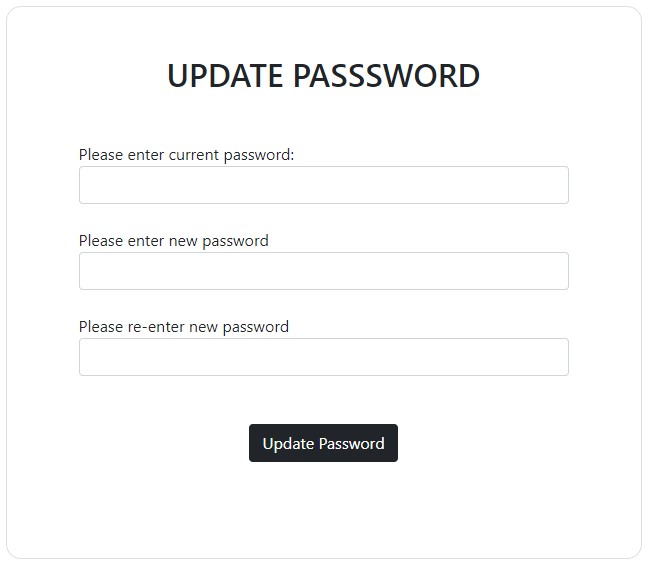 UPDATE PASSSWORD
Please enter current password:
Please enter new password
Please re-enter new password
Update Password